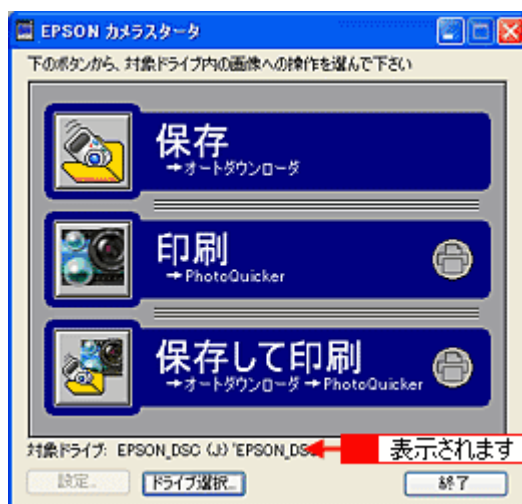 EPSON カメラスタータ
下のボタンから、対象ドライブ内の画像への操作を選んで下さい
保存
→オートダウンローダ
印刷
→PhotoQuicker
保存して印刷
→オートダウンローダ→PhotoQuicker
対象ドライブ: EPSON_DSC (J:) "EPSON_DS
表示されます
設定...
ドライブ選択...
終了